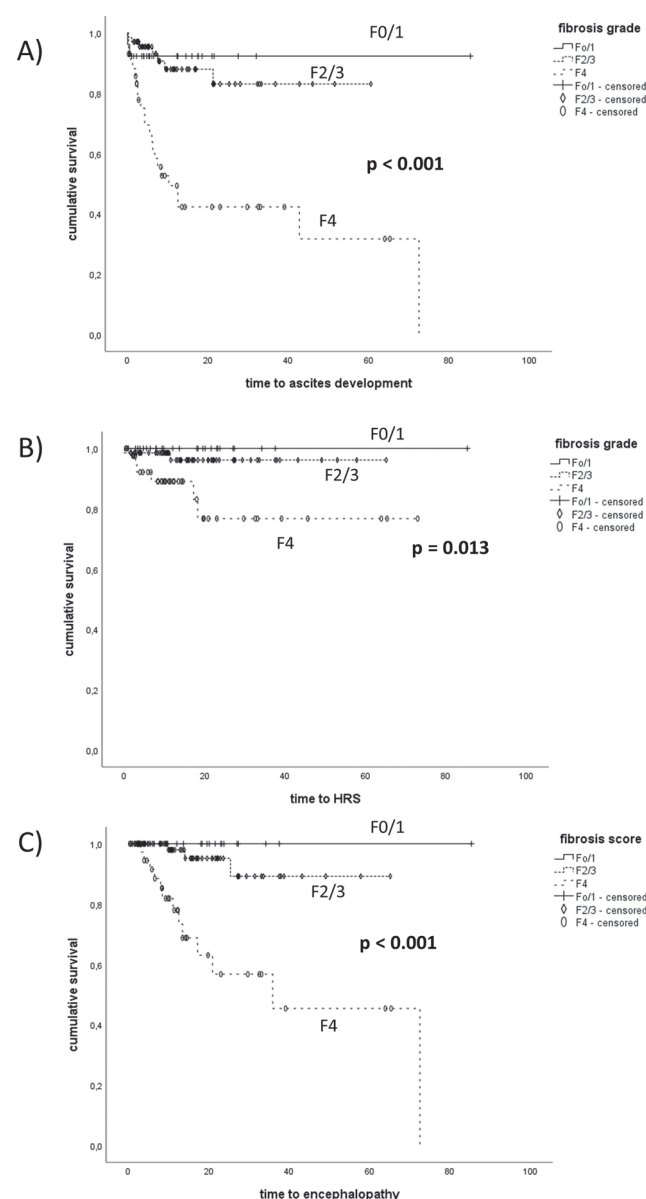 A)
F0/1
F2/3
F4
p < 0.001
cumulative survival
1,0
0,8
0,6
0,4
0,2
0,0
0 20 40 60 80 100
time to ascites development
fibrosis grade
Fo/1
F2/3
F4
Fo/1 - censored
F2/3 - censored
F4 - censored
B)
F0/1
F2/3
F4
p = 0.013
cumulative survival
1,0
0,8
0,6
0,4
0,2
0,0
0 20 40 60 80 100
time to HRS
fibrosis grade
Fo/1
F2/3
F4
Fo/1 - censored
F2/3 - censored
F4 - censored
C)
F0/1
F2/3
F4
p < 0.001
cumulative survival
1,0
0,8
0,6
0,4
0,2
0,0
0 20 40 60 80 100
time to encephalopathy
fibrosis score
Fo/1
F2/3
F4
Fo/1 - censored
F2/3 - censored
F4 - censored